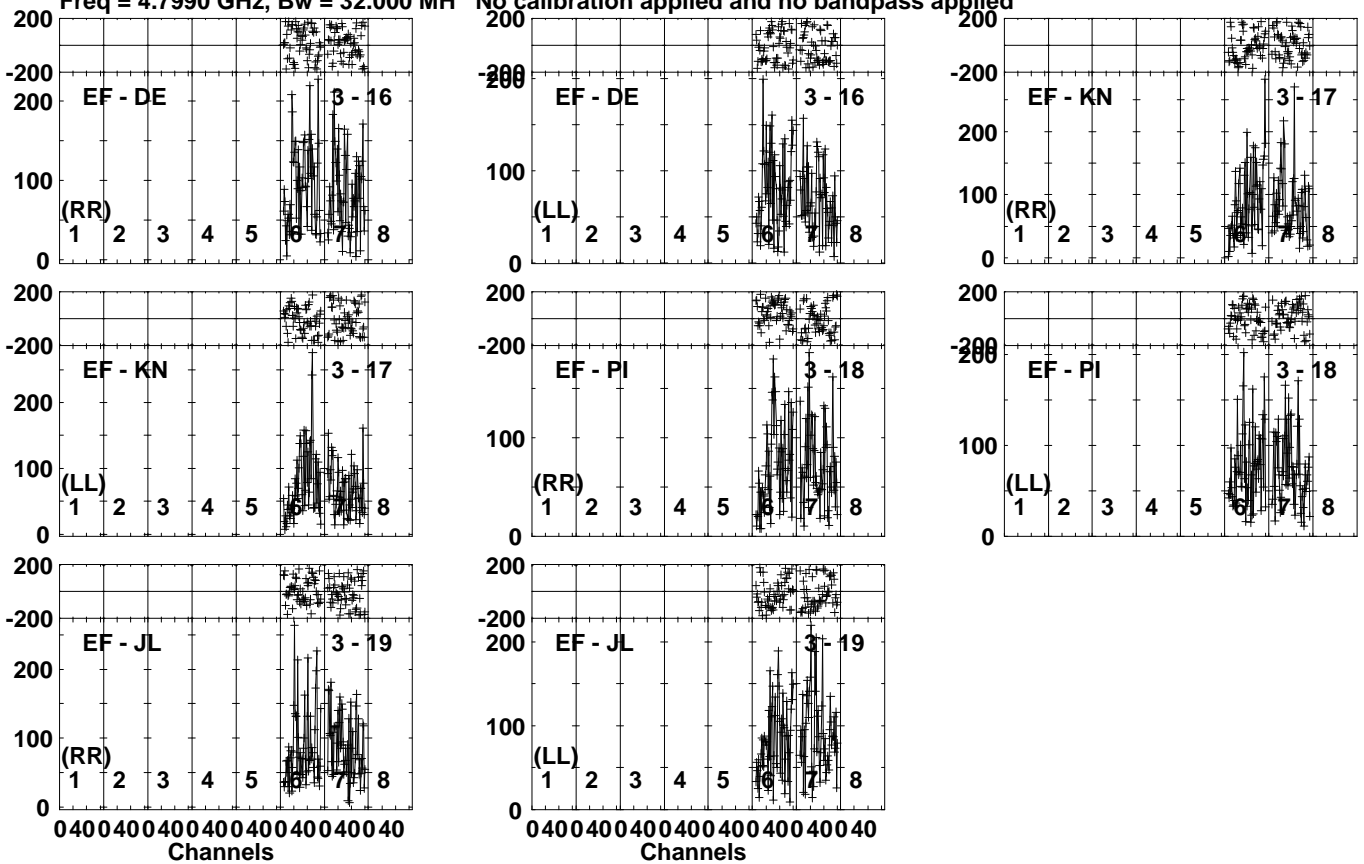 Freq = 4.7990 GHz, Bw = 32.000 MH No calibration applied and no bandpass applied
200 200 200
-200 -200 -200
200
EF - DE 3 - 16 EF - DE 3 - 16 EF - KN 3 - 17
200 200
100 100 100
(RR) (LL) (RR)
1 2 3 4 5 6 7 8 1 2 3 4 5 6 7 8 1 2 3 4 5 6 7 8
0 0 0
200 200 200
-200 -200 -200
200
EF - KN 3 - 17 EF - PI 3 - 18 EF - PI 3 - 18
200
100 100 100
(LL) (RR) (LL)
1 2 3 4 5 6 7 8 1 2 3 4 5 6 7 8 1 2 3 4 5 6 7 8
0 0 0
200 200
-200 -200
EF - JL 3 - 19 EF - JL 3 - 19
200 200
100 100
(RR) (LL)
1 2 3 4 5 6 7 8 1 2 3 4 5 6 7 8
0 0
0 40 0 40 0 40 0 40 0 40 0 40 0 40 0 40 0 40 0 40 0 40 0 40 0 40 0 40 0 40 0 40
Channels Channels